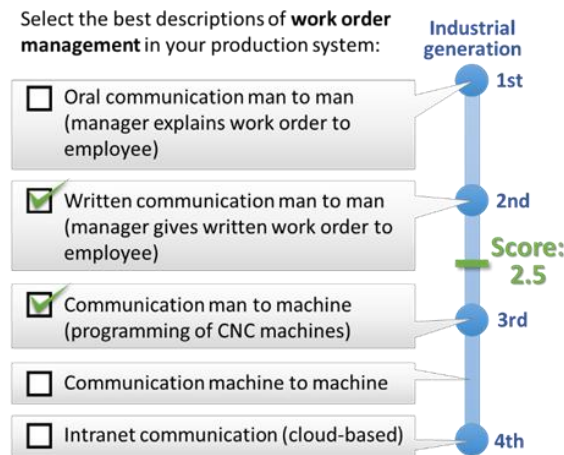 Select the best descriptions of work order
management in your production system:
Industrial
generation
1st
Oral communication man to man
(manager explains work order to
employee)
2nd
Written communication man to man
(manager gives written work order to
employee)
Score:
2.5
Communication man to machine
(programming of CNC machines)
3rd
Communication machine to machine
Intranet communication (cloud-based)
4th